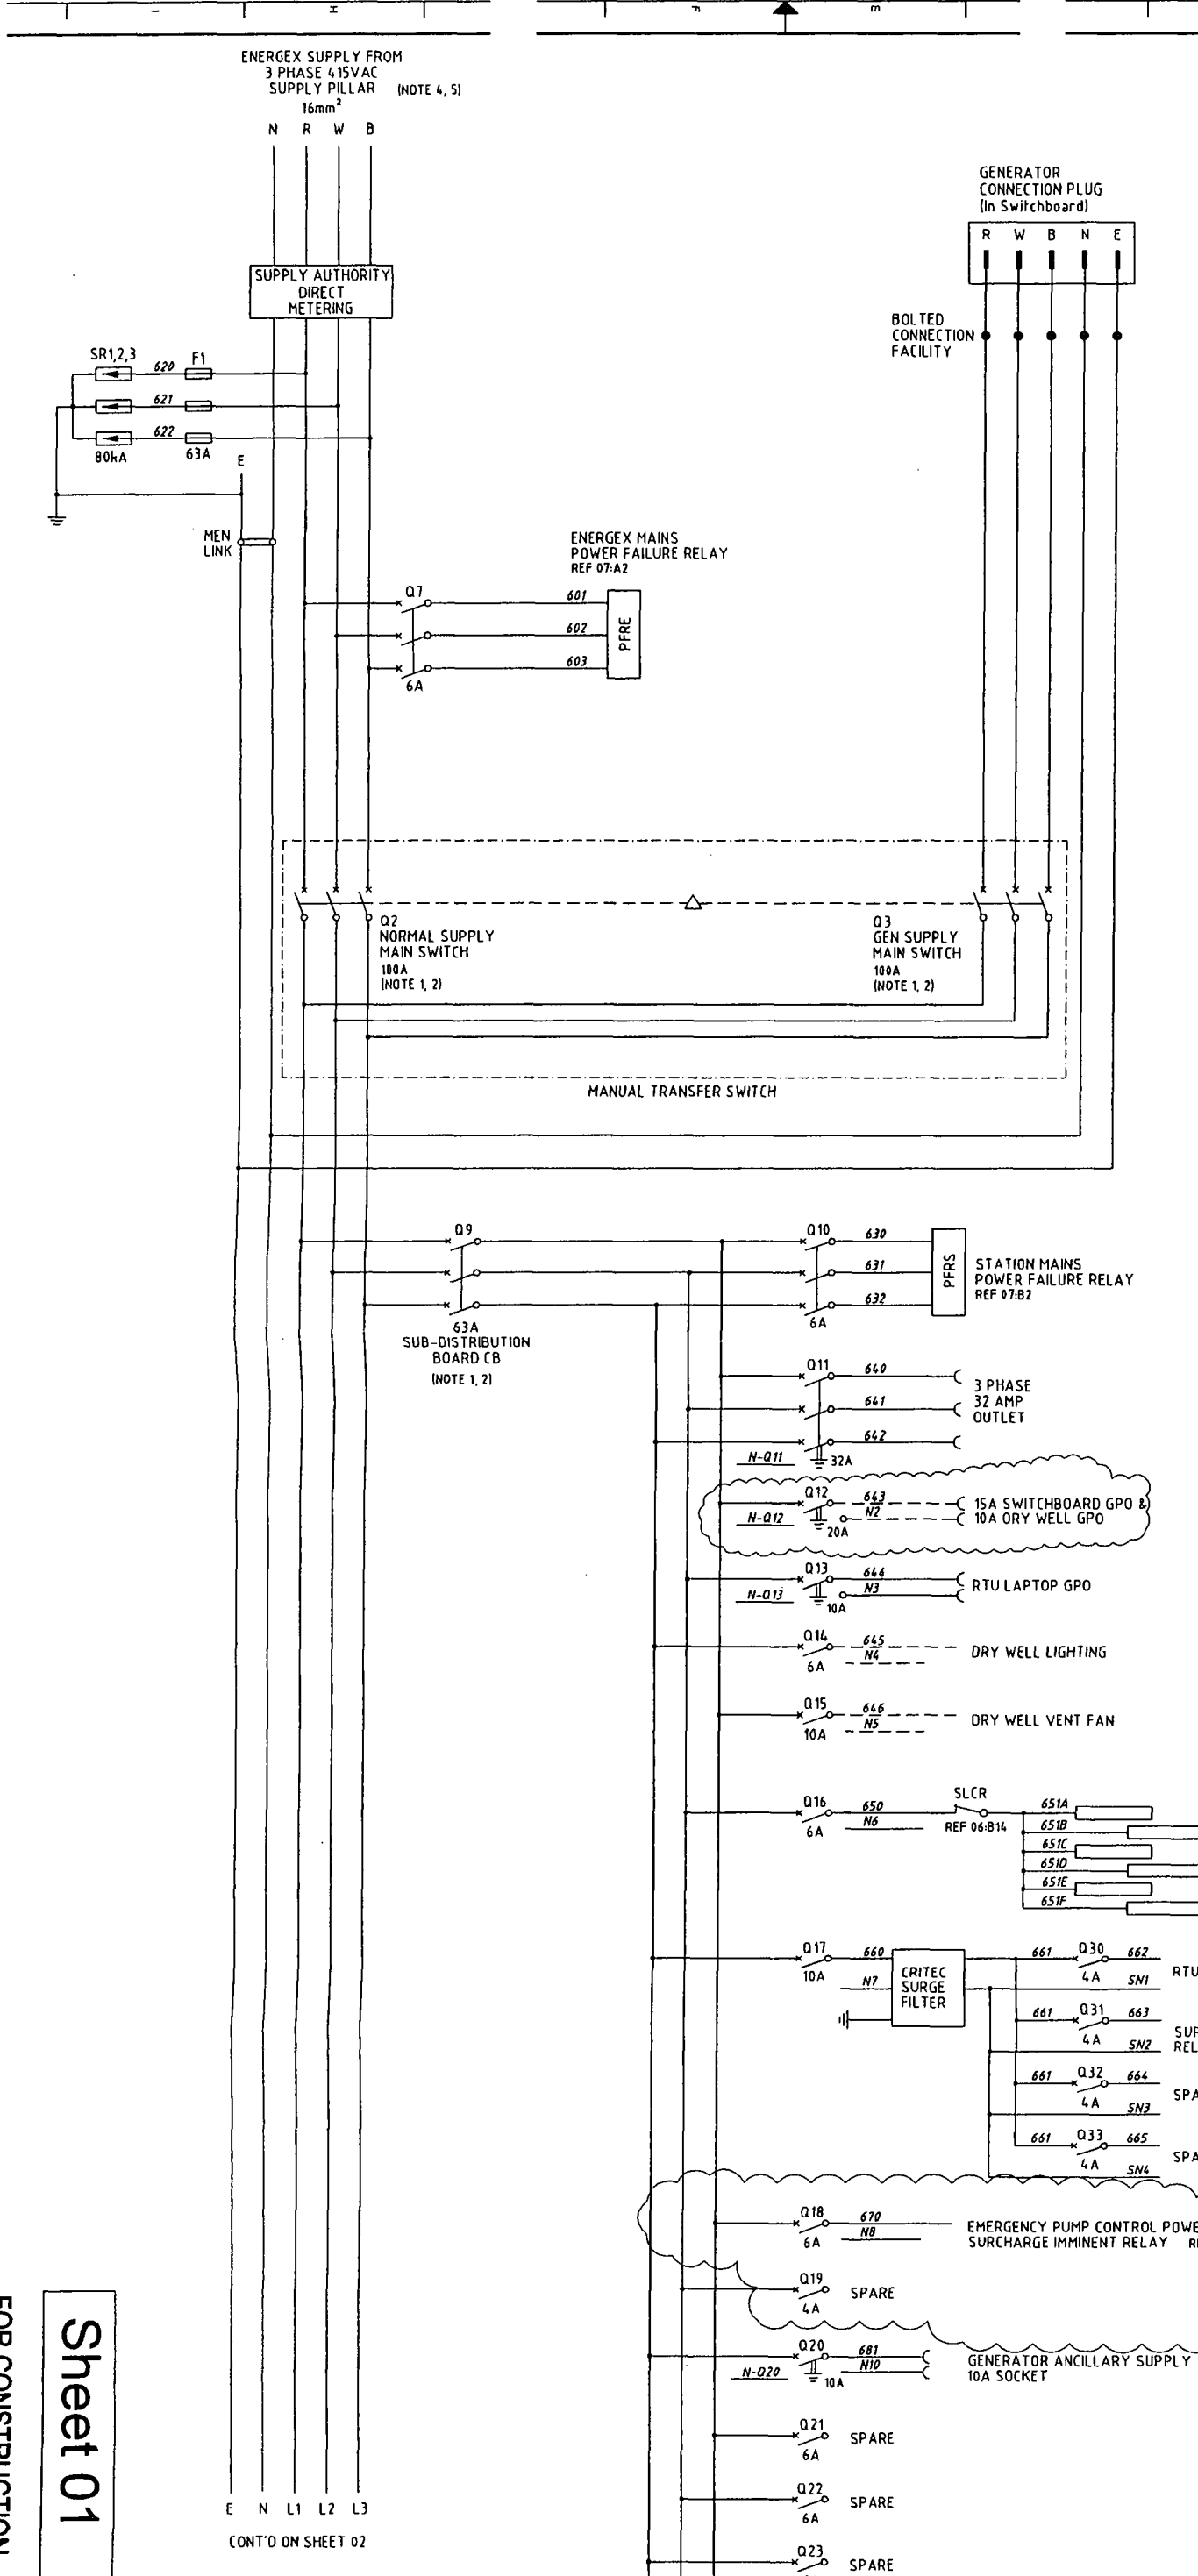 I
H
F
E
ENERGEX SUPPLY FROM
3 PHASE 415VAC
SUPPLY PILLAR (NOTE 4, 5)
16mm²
N R W B
GENERATOR
CONNECTION PLUG
(In Switchboard)
R W B N E
SUPPLY AUTHORITY
DIRECT
METERING
BOLTED
CONNECTION
FACILITY
SR1,2,3 620 F1
621
622
80kA 63A
E
MEN
LINK
ENERGEX MAINS
POWER FAILURE RELAY
REF 07:A2
Q7 601
602
603
6A
PFRE
Q2
NORMAL SUPPLY
MAIN SWITCH
100A
(NOTE 1, 2)
Q3
GEN SUPPLY
MAIN SWITCH
100A
(NOTE 1, 2)
MANUAL TRANSFER SWITCH
Q9
63A
SUB-DISTRIBUTION
BOARD CB
(NOTE 1, 2)
Q10 630
631
632
6A
PFRS
STATION MAINS
POWER FAILURE RELAY
REF 07:B2
Q11 640
641
642
N-Q11 32A
3 PHASE
32 AMP
OUTLET
Q12 643
N2
N-Q12 20A
15A SWITCHBOARD GPO &
10A DRY WELL GPO
Q13 644
N3
N-Q13 10A
RTU LAPTOP GPO
Q14 645
N4
6A
DRY WELL LIGHTING
Q15 646
N5
10A
DRY WELL VENT FAN
Q16 650
N6
6A
SLCR
REF 06:B14
651A
651B
651C
651D
651E
651F
Q17 660
10A N7
CRITEC
SURGE
FILTER
661 Q30 662
4A SN1
RTU
661 Q31 663
4A SN2
661 Q32 664
4A SN3
661 Q33 665
4A SN4
Q18 670
N8
6A
EMERGENCY PUMP CONTROL
SURCHARGE IMMINENT RELAY
Q19
4A
SPARE
Q20 681
N10
N-Q20 10A
GENERATOR ANCILLARY SUPPLY
10A SOCKET
Q21
6A
SPARE
Q22
6A
SPARE
Q23
SPARE
E N L1 L2 L3
CONT'D ON SHEET 02
Sheet 01
FOR CONSTRUCTION